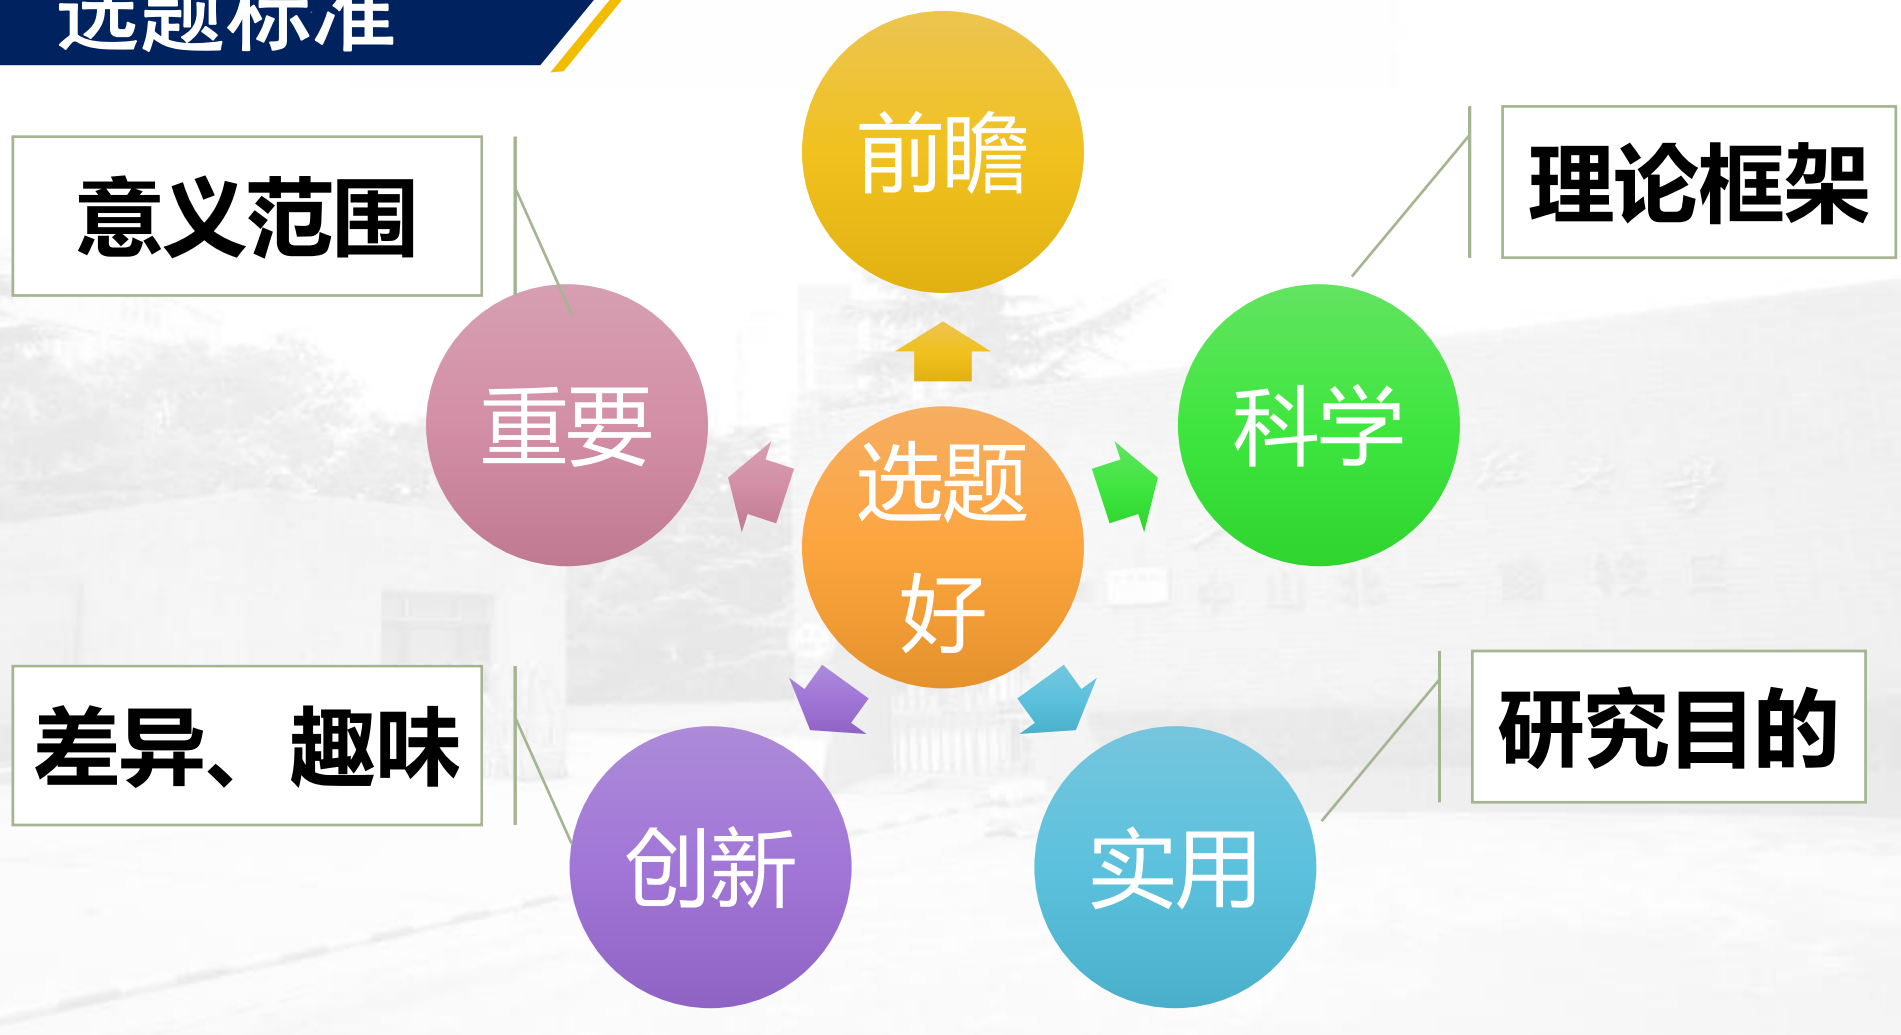 选题标准
前瞻
意义范围
理论框架
重要
科学
选题
好
差异、趣味
研究目的
创新
实用